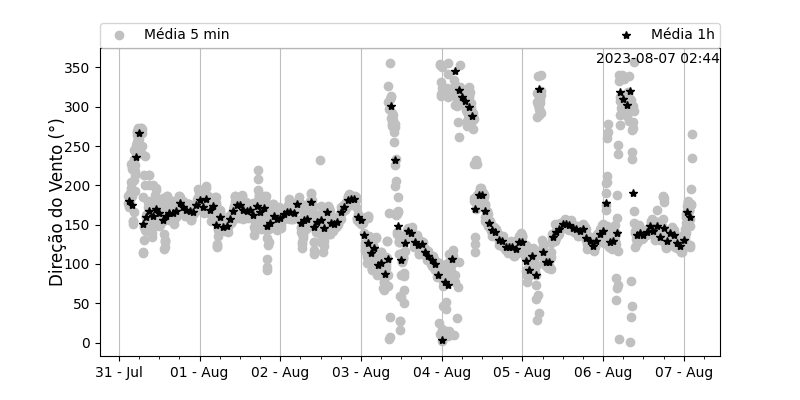 Média 5 min
Média 1h
2023-08-07 02:44
Direção do Vento (°)
350
300
250
200
150
100
50
0
31 - Jul
01 - Aug
02 - Aug
03 - Aug
04 - Aug
05 - Aug
06 - Aug
07 - Aug